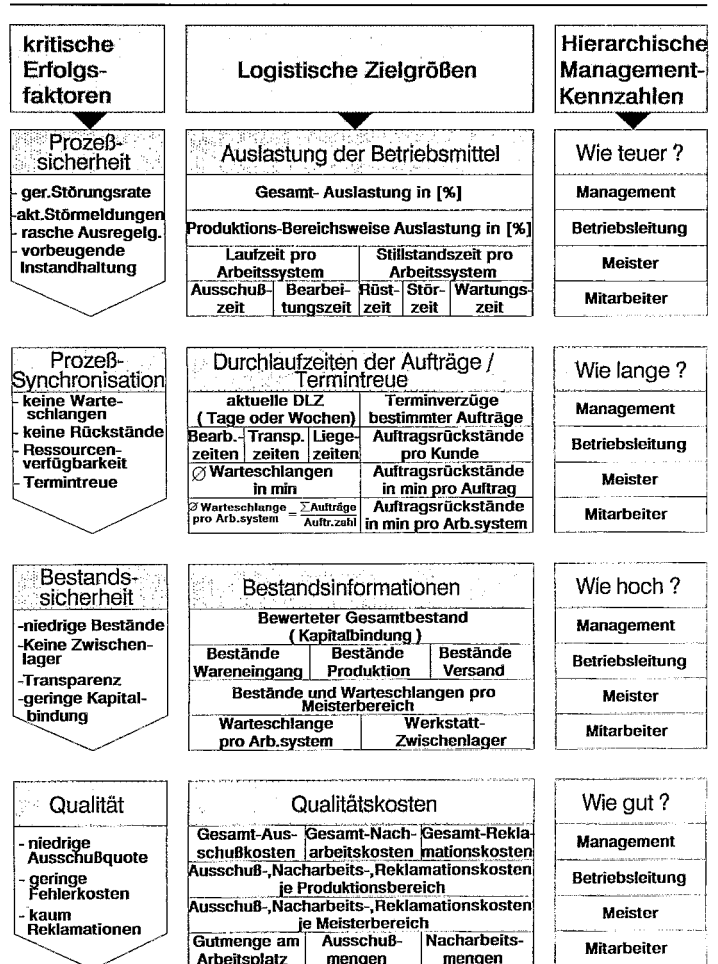 kritische
Erfolgs-
faktoren
Logistische Zielgrößen
Hierarchische
Management-
Kennzahlen
Prozeß-
sicherheit
- ger.Störungsrate
-akt.Störmeldungen
- rasche Ausregelg.
- vorbeugende
Instandhaltung
Auslastung der Betriebsmittel
Gesamt- Auslastung in [%]
Produktions-Bereichsweise Auslastung in [%]
Laufzeit pro
Arbeitssystem
Stillstandszeit pro
Arbeitssystem
Ausschuß-
zeit
Bearbei-
tungszeit
Rüst-
zeit
Stör-
zeit
Wartungs-
zeit
Wie teuer ?
Management
Betriebsleitung
Meister
Mitarbeiter
Prozeß-
Synchronisation
- keine Warte-
schlangen
- keine Rückstände
- Ressourcen-
verfügbarkeit
- Termintreue
Durchlaufzeiten der Aufträge /
Termintreue
aktuelle DLZ
( Tage oder Wochen)
Terminverzüge
bestimmter Aufträge
Bearb.-
zeiten
Transp.
zeiten
Liege-
zeiten
Auftragsrückstände
pro Kunde
∅ Warteschlangen
in min
Auftragsrückstände
in min pro Auftrag
∅ Warteschlange
pro Arb.system
= ∑Aufträge
Auftr.zahl
Auftragsrückstände
in min pro Arb.system
Wie lange ?
Management
Betriebsleitung
Meister
Mitarbeiter
Bestands-
sicherheit
-niedrige Bestände
-Keine Zwischen-
lager
-Transparenz
-geringe Kapital-
bindung
Bestandsinformationen
Bewerteter Gesamtbestand
( Kapitalbindung )
Bestände
Wareneingang
Bestände
Produktion
Bestände
Versand
Bestände und Warteschlangen pro
Meisterbereich
Warteschlange
pro Arb.system
Werkstatt-
Zwischenlager
Wie hoch ?
Management
Betriebsleitung
Meister
Mitarbeiter
Qualität
- niedrige
Ausschußquote
- geringe
Fehlerkosten
- kaum
Reklamationen
Qualitätskosten
Gesamt-Aus-
schußkosten
Gesamt-Nach-
arbeitskosten
Gesamt-Rekla-
mationskosten
Ausschuß-,Nacharbeits-,Reklamationskosten
je Produktionsbereich
Ausschuß-,Nacharbeits-,Reklamationskosten
je Meisterbereich
Gutmenge am
Arbeitsplatz
Ausschuß-
mengen
Nacharbeits-
mengen
Wie gut ?
Management
Betriebsleitung
Meister
Mitarbeiter